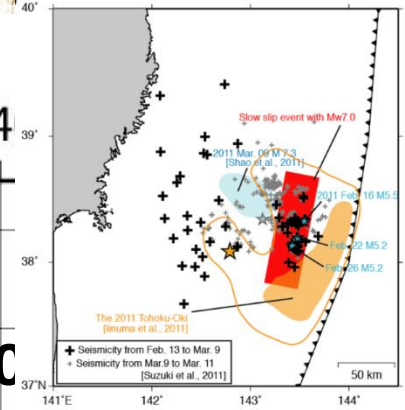 40°
39°
38°
37°N
Slow slip event with Mw7.0
2011 Mar. 09 M 7.3
[Shao et al., 2011]
2011 Feb. 16 M5.5
Feb. 22 M5.2
Feb. 26 M5.2
The 2011 Tohoku-Oki
[Iinuma et al., 2011]
Seismicity from Feb. 13 to Mar. 9
Seismicity from Mar.9 to Mar. 11
[Suzuki et al., 2011]
50 km
141°E 142° 143° 144°